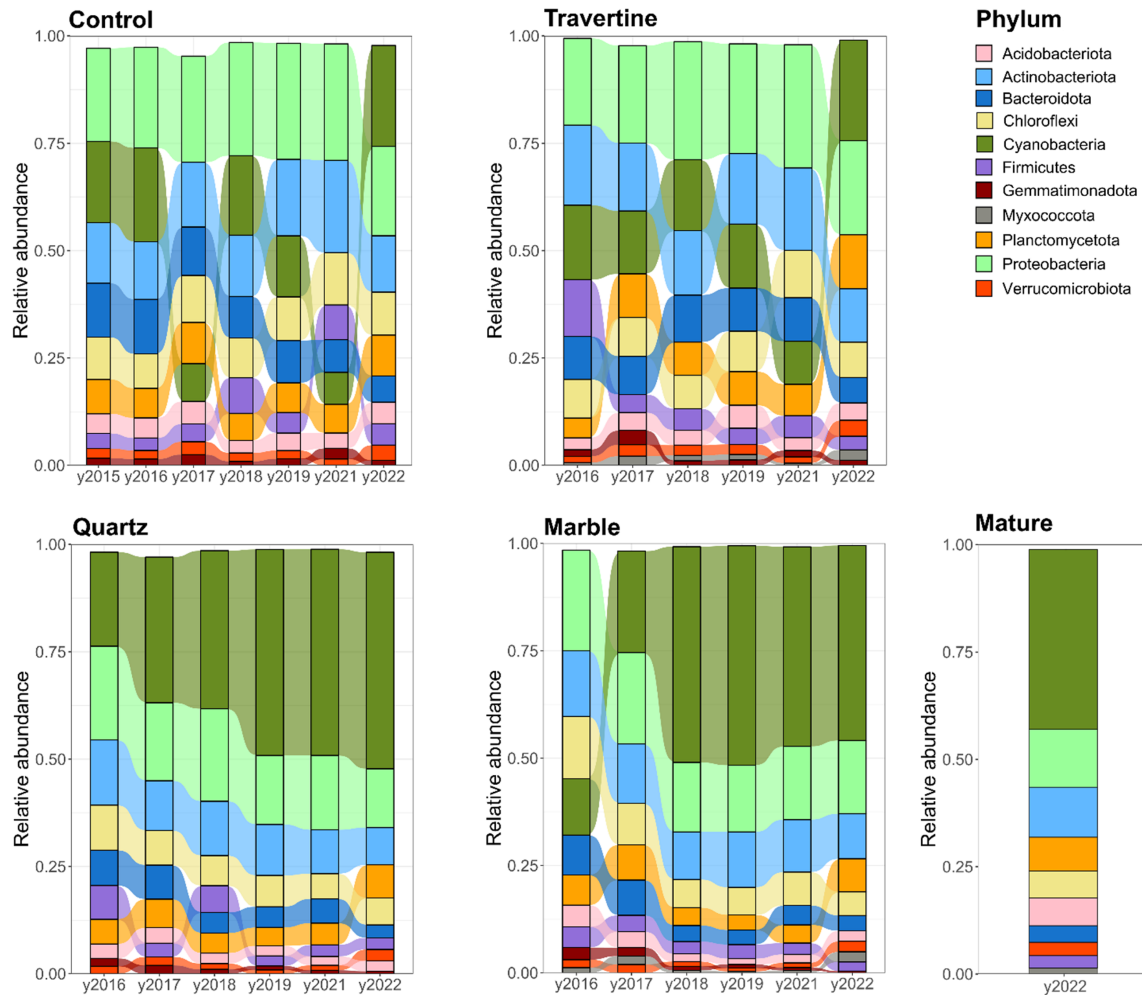 Control
Travertine
Phylum
1.00
0.75
0.50
0.25
0.00
Relative abundance
y2015 y2016 y2017 y2018 y2019 y2021 y2022
1.00
0.75
0.50
0.25
0.00
Relative abundance
y2016 y2017 y2018 y2019 y2021 y2022
Acidobacteriota
Actinobacteriota
Bacteroidota
Chloroflexi
Cyanobacteria
Firmicutes
Gemmatimonadota
Myxococcota
Planctomycetota
Proteobacteria
Verrucomicrobiota
Quartz
Marble
Mature
1.00
0.75
0.50
0.25
0.00
Relative abundance
y2016 y2017 y2018 y2019 y2021 y2022
1.00
0.75
0.50
0.25
0.00
Relative abundance
y2016 y2017 y2018 y2019 y2021 y2022
1.00
0.75
0.50
0.25
0.00
Relative abundance
y2022